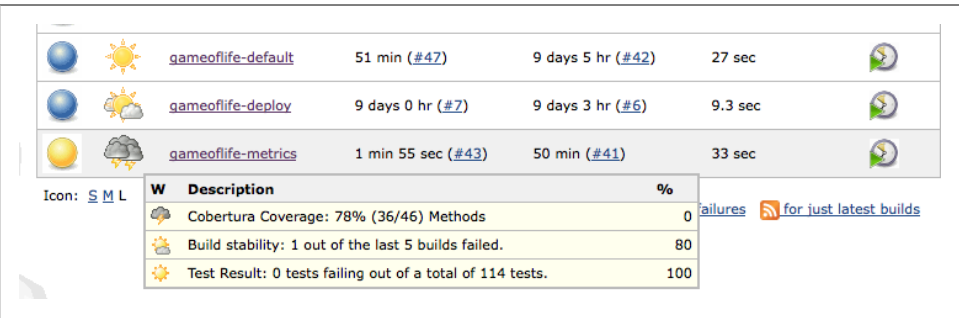 gameoflife-default 51 min (#47) 9 days 5 hr (#42) 27 sec
gameoflife-deploy 9 days 0 hr (#7) 9 days 3 hr (#6) 9.3 sec
gameoflife-metrics 1 min 55 sec (#43) 50 min (#41) 33 sec
Icon: S M L
W Description %
Cobertura Coverage: 78% (36/46) Methods 0
Build stability: 1 out of the last 5 builds failed. 80
Test Result: 0 tests failing out of a total of 114 tests. 100
ailures for just latest builds